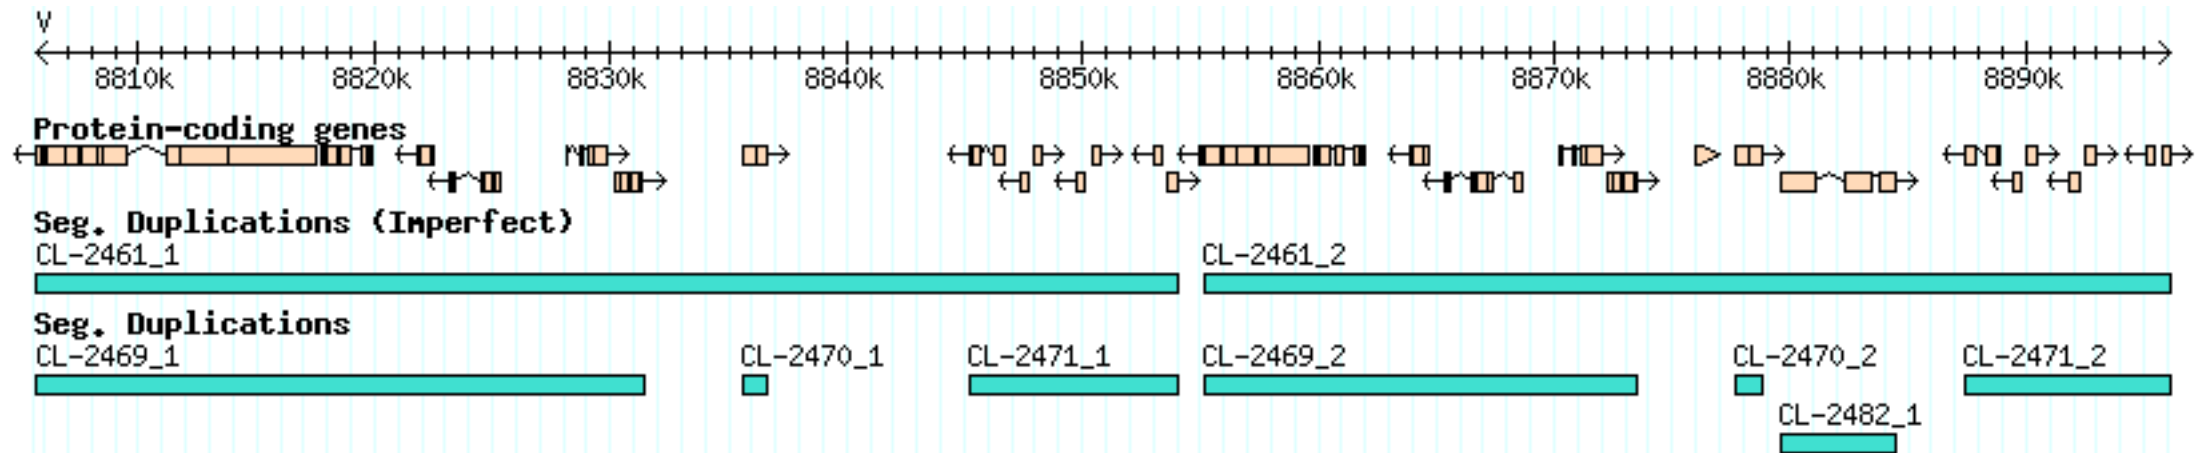 V
8810k 8820k 8830k 8840k 8850k 8860k 8870k 8880k 8890k
Protein-coding genes
Seg. Duplications (Imperfect)
CL-2461_1 CL-2461_2
Seg. Duplications
CL-2469_1 CL-2470_1 CL-2471_1 CL-2469_2 CL-2470_2 CL-2471_2
CL-2482_1